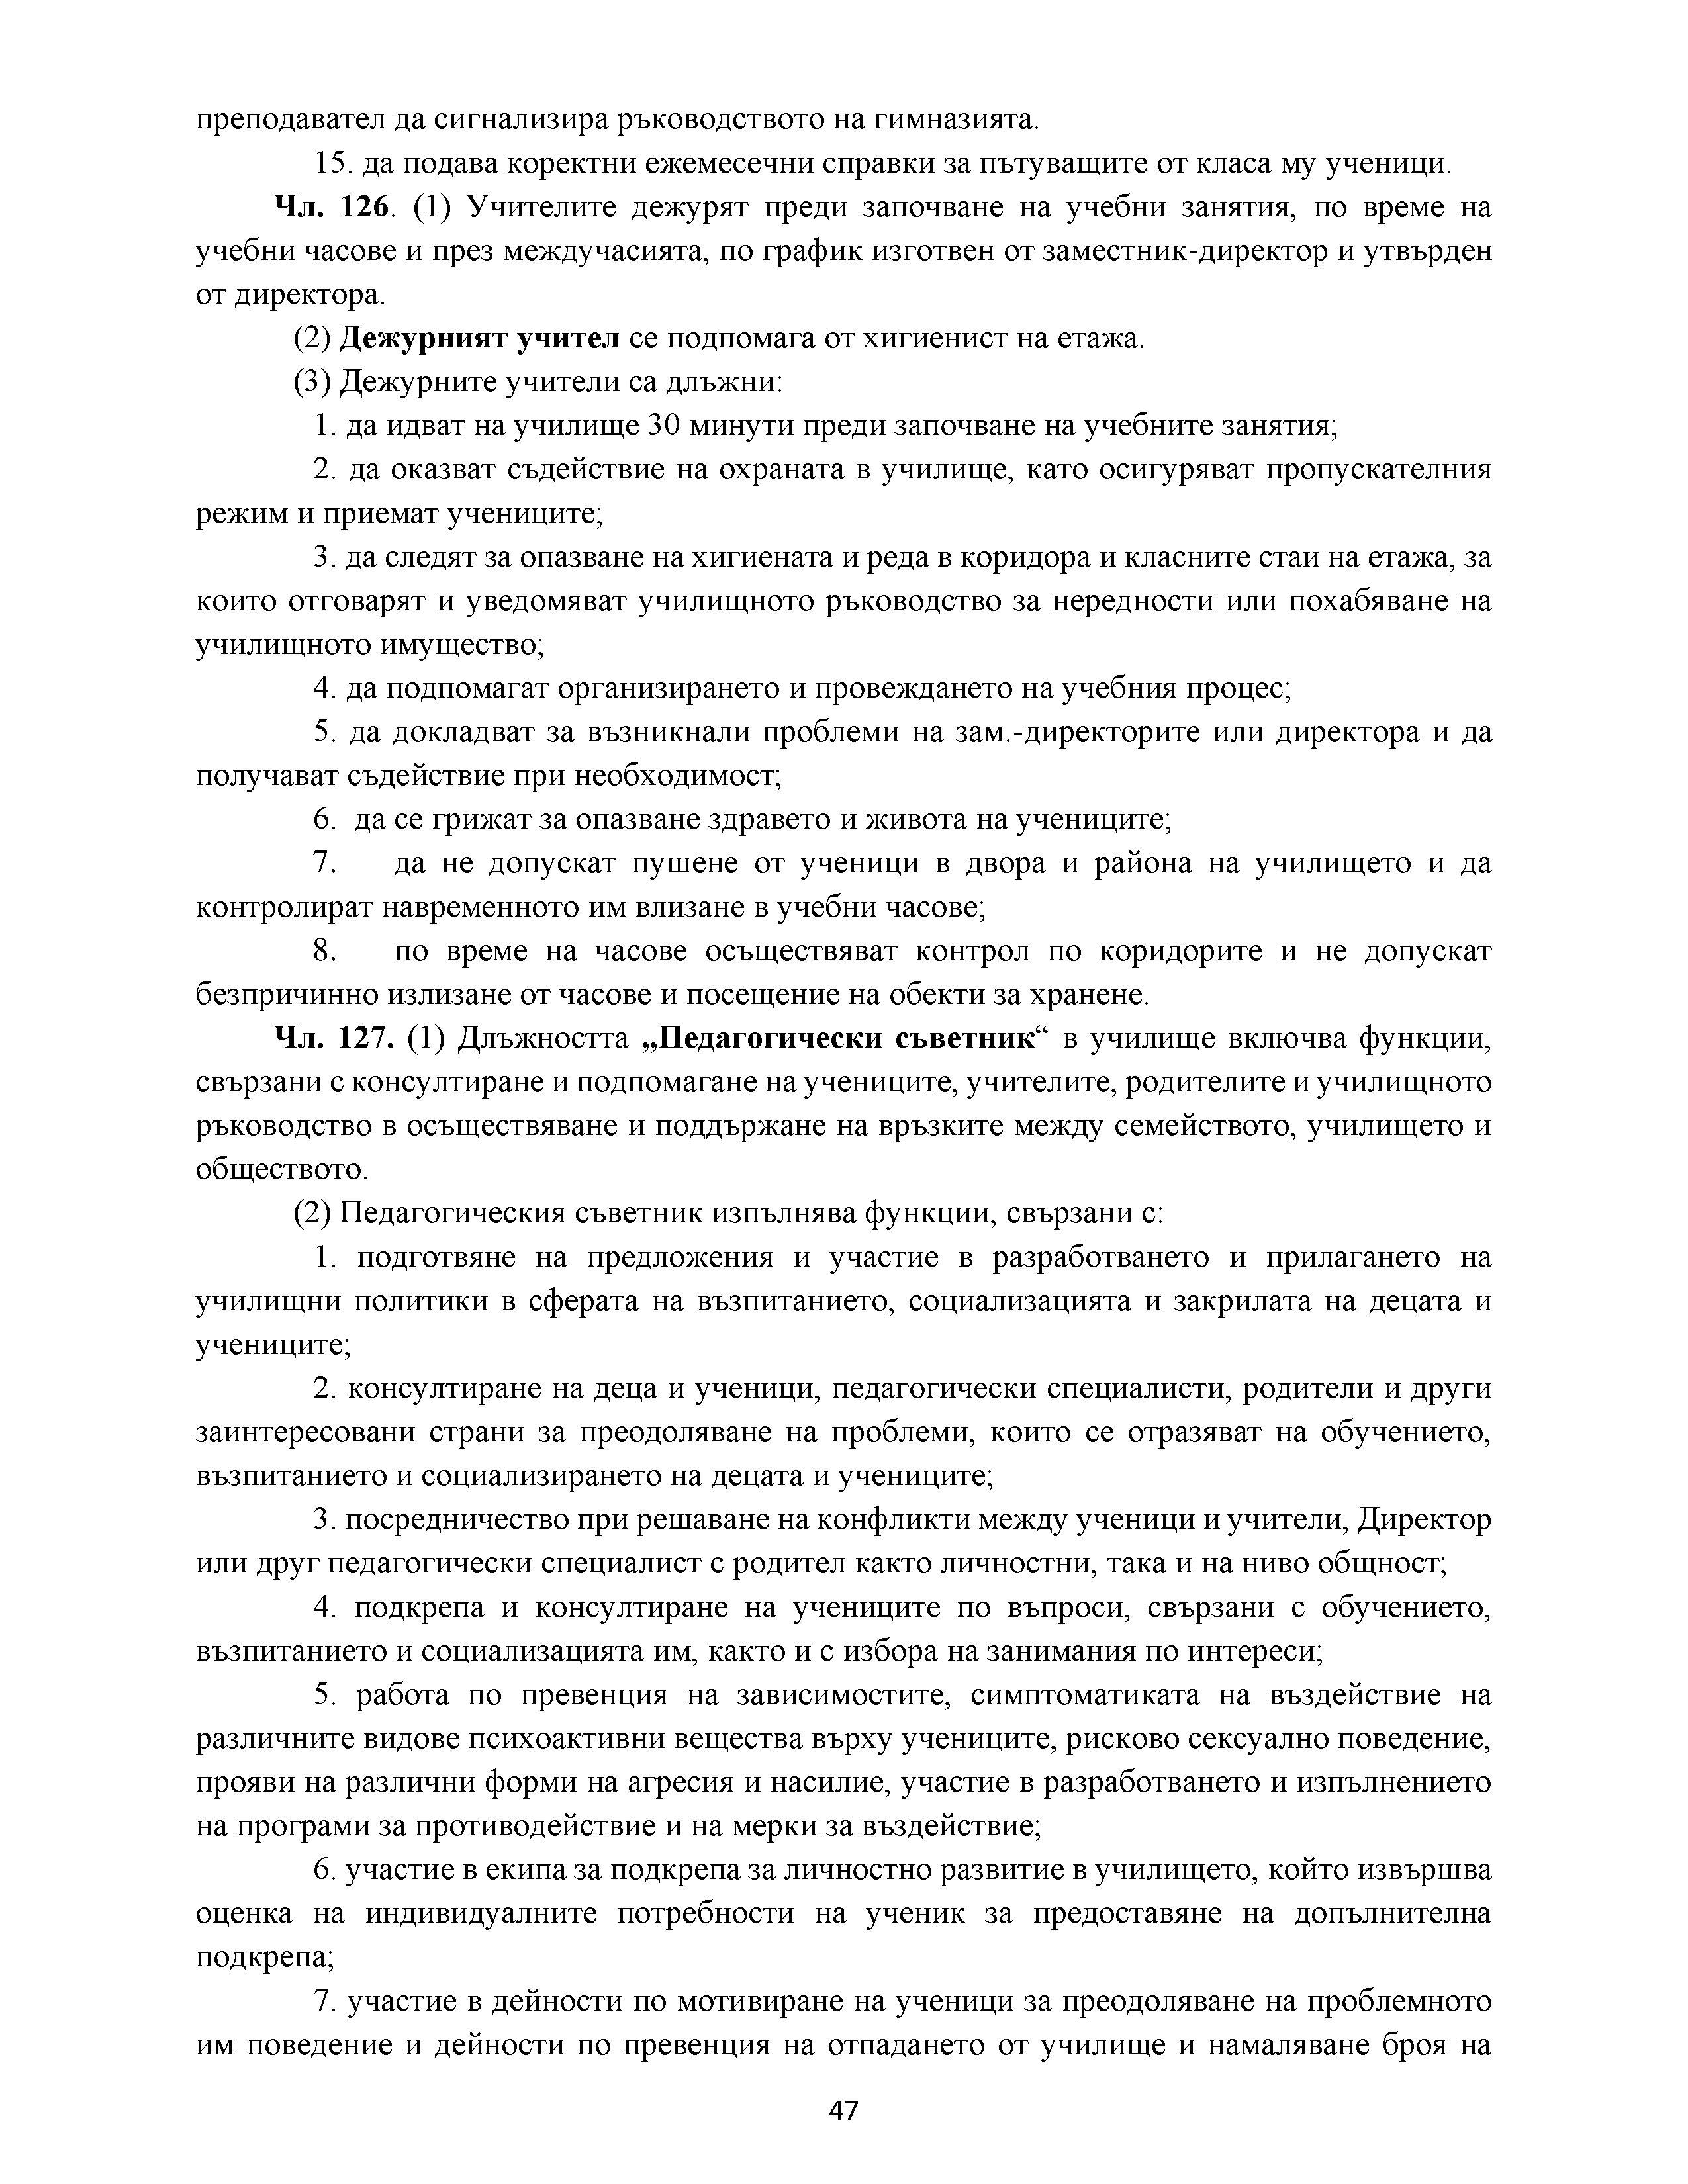 преподавател да сигнализира ръководството на гимназията.
15. да подава коректни ежемесечни справки за пътуващите от класа му ученици.
Чл. 126. (1) Учителите дежурят преди започване на учебни занятия, по време на
учебни часове и през междучасията, по график изготвен от заместник-директор и утвърден
от директора.
(2) Дежурният учител се подпомага от хигиенист на етажа.
(3) Дежурните учители са длъжни:
1. да идват на училище 30 минути преди започване на учебните занятия;
2. да оказват съдействие на охраната в училище, като осигуряват пропускателния
режим и приемат учениците;
3. да следят за опазване на хигиената и реда в коридора и класните стаи на етажа, за
които отговарят и уведомяват училищното ръководство за нередности или похабяване на
училищното имущество;
4. да подпомагат организирането и провеждането на учебния процес;
5. да докладват за възникнали проблеми на зам.-директорите или директора и да
получават съдействие при необходимост;
6. да се грижат за опазване здравето и живота на учениците;
7. да не допускат пушене от ученици в двора и района на училището и да
контролират навременното им влизане в учебни часове;
8. по време на часове осъществяват контрол по коридорите и не допускат
безпричинно излизане от часове и посещение на обекти за хранене.
Чл. 127. (1) Длъжността „Педагогически съветник“ в училище включва функции,
свързани с консултиране и подпомагане на учениците, учителите, родителите и училищното
ръководство в осъществяване и поддържане на връзките между семейството, училището и
обществото.
(2) Педагогическия съветник изпълнява функции, свързани с:
1. подготвяне на предложения и участие в разработването и прилагането на
училищни политики в сферата на възпитанието, социализацията и закрилата на децата и
учениците;
2. консултиране на деца и ученици, педагогически специалисти, родители и други
заинтересовани страни за преодоляване на проблеми, които се отразяват на обучението,
възпитанието и социализирането на децата и учениците;
3. посредничество при решаване на конфликти между ученици и учители, Директор
или друг педагогически специалист с родител както личностни, така и на ниво общност;
4. подкрепа и консултиране на учениците по въпроси, свързани с обучението,
възпитанието и социализацията им, както и с избора на занимания по интереси;
5. работа по превенция на зависимостите, симптоматиката на въздействие на
различните видове психоактивни вещества върху учениците, рисково сексуално поведение,
прояви на различни форми на агресия и насилие, участие в разработването и изпълнението
на програми за противодействие и на мерки за въздействие;
6. участие в екипа за подкрепа за личностно развитие в училището, който извършва
оценка на индивидуалните потребности на ученик за предоставяне на допълнителна
подкрепа;
7. участие в дейности по мотивиране на ученици за преодоляване на проблемното
им поведение и дейности по превенция на отпадането от училище и намаляване броя на
47